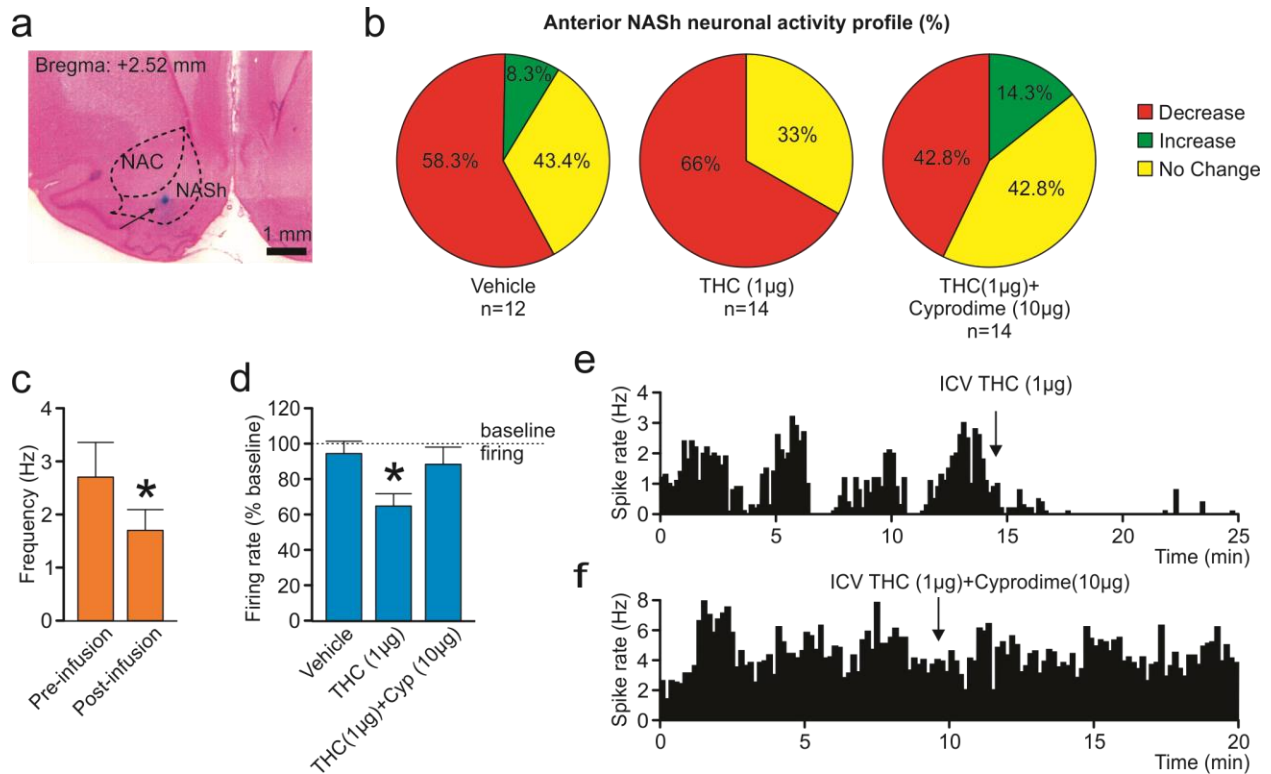 a
Bregma: +2.52 mm
NAC
NASh
1 mm
b
Anterior NASh neuronal activity profile (%)
8.3%
58.3%
43.4%
Vehicle
n=12
33%
66%
THC (1µg)
n=14
14.3%
42.8%
42.8%
THC(1µg)+
Cyprodime (10µg)
n=14
Decrease
Increase
No Change
c
Frequency (Hz)
4
3
2
1
0
Pre-infusion
Post-infusion
*
d
Firing rate (% baseline)
120
100
80
60
40
20
0
baseline
firing
*
Vehicle
THC (1µg)
THC(1µg)+Cyp (10µg)
e
ICV THC (1µg)
Spike rate (Hz)
4
3
2
1
0
0 5 10 15 20 25
Time (min)
f
ICV THC (1µg)+Cyprodime(10µg)
Spike rate (Hz)
8
6
4
2
0
0 5 10 15 20
Time (min)